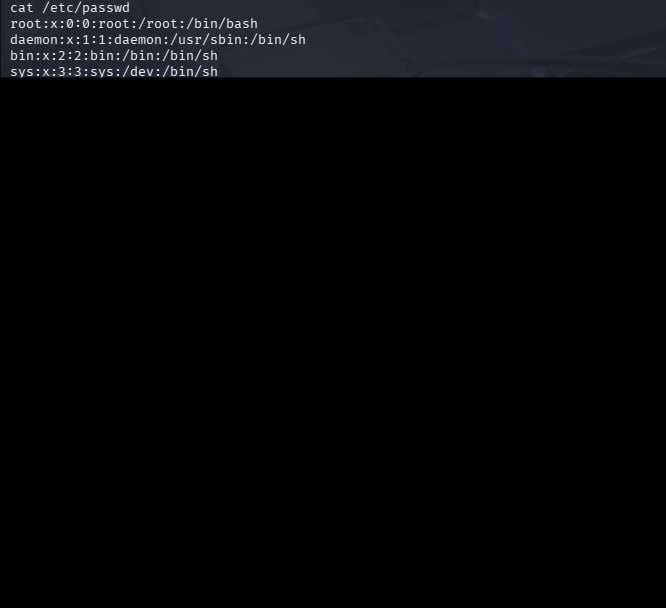 cat /etc/passwd
root:x:0:0:root:/root:/bin/bash
daemon:x:1:1:daemon:/usr/sbin:/bin/sh
bin:x:2:2:bin:/bin:/bin/sh
sys:x:3:3:sys:/dev:/bin/sh